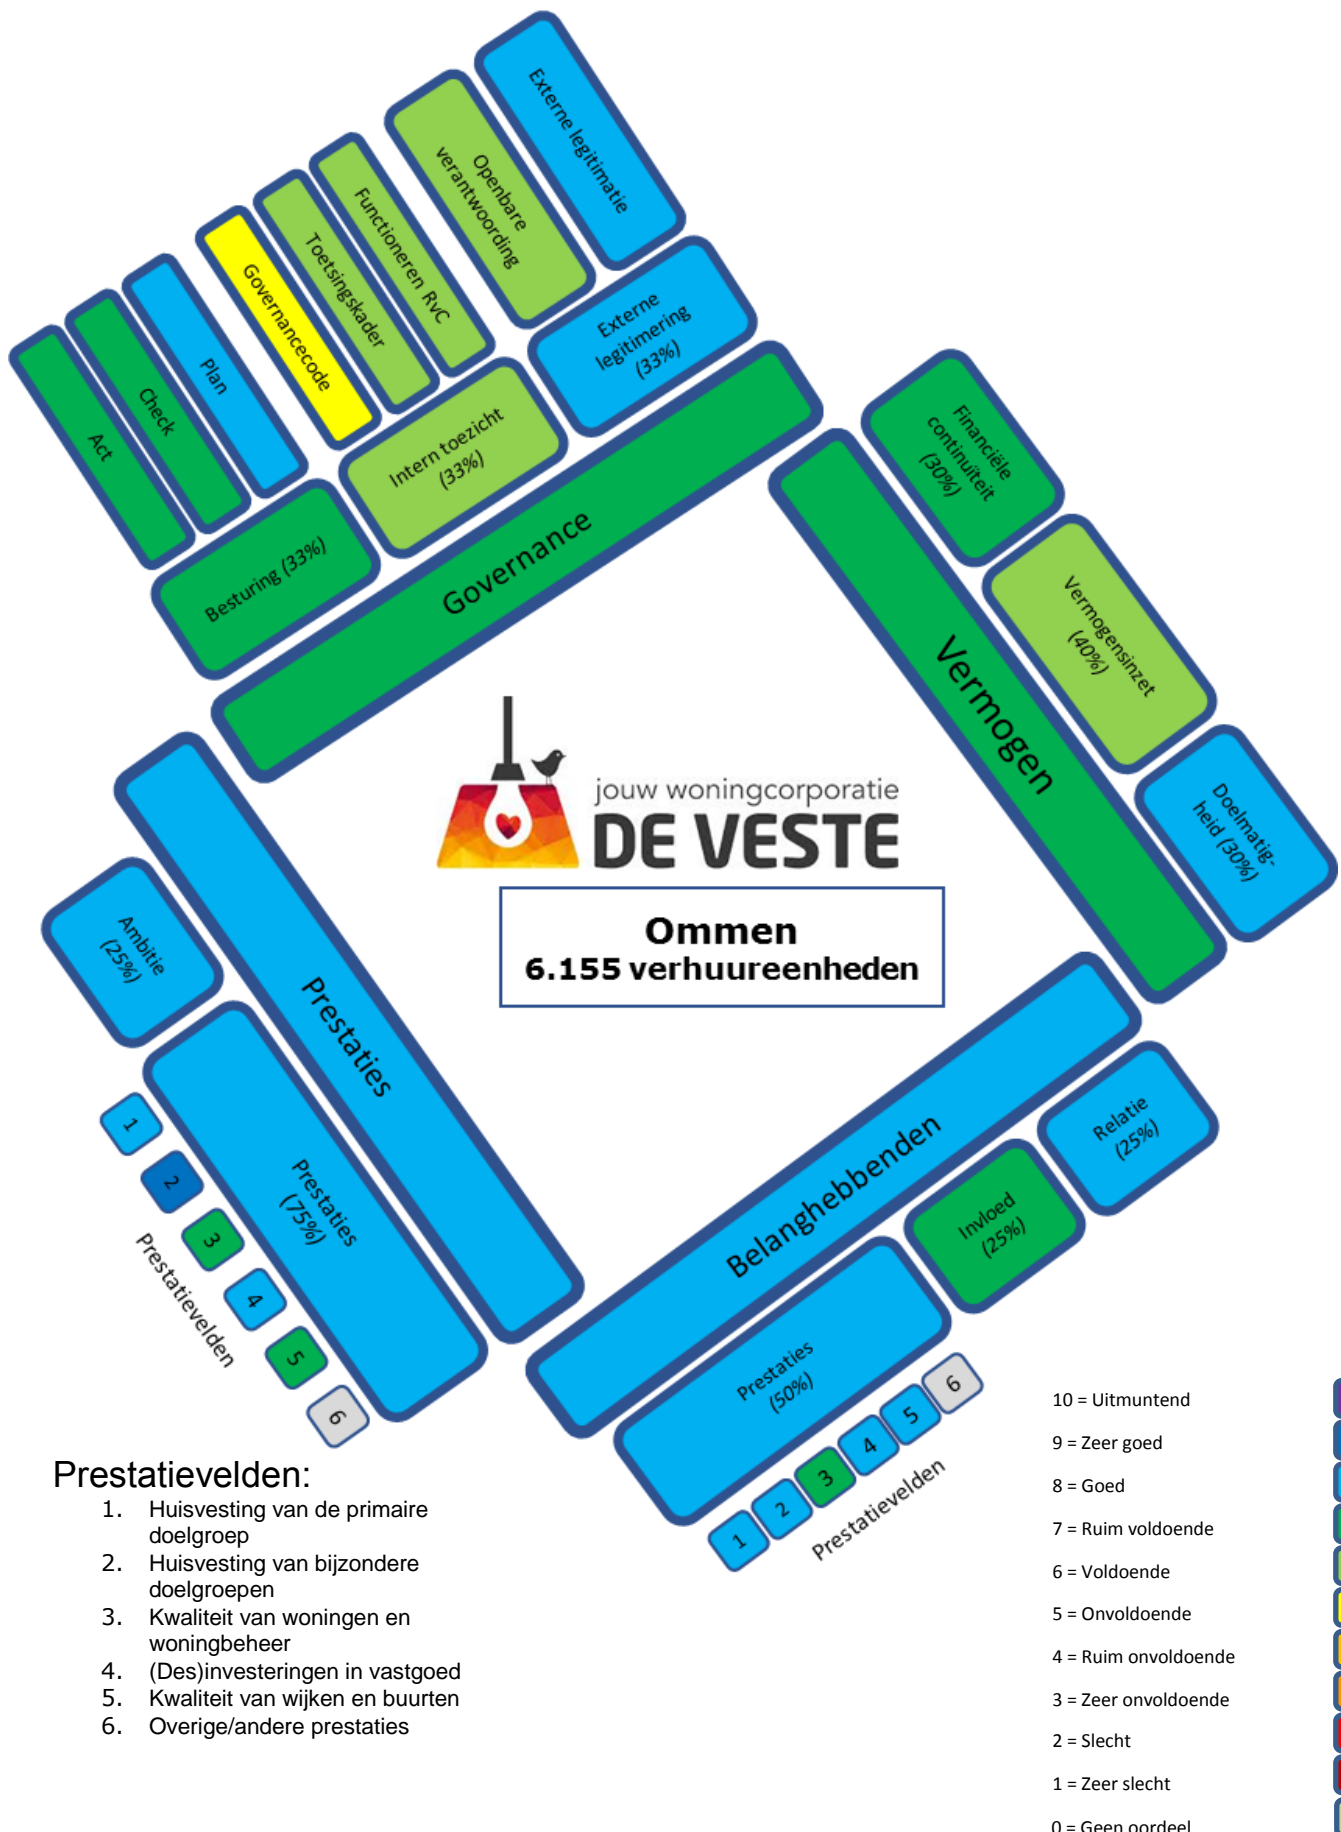 Externe legitimatie
Openbare
verantwoording
Functioneren RvC
Toetsingskader
Governancecode
Plan
Check
Act
Externe
legitimering
(33%)
Intern toezicht
(33%)
Besturing (33%)
Governance
Financiële
continuïteit
(30%)
Vermogensinzet
(40%)
Doelmatig-
heid (30%)
Vermogen
jouw woningcorporatie
DE VESTE
Ommen
6.155 verhuureenheden
Ambitie
(25%)
Prestaties
Prestaties
(75%)
1
2
3
4
5
6
Prestatievelden
Belanghebbenden
Relatie
(25%)
Invloed
(25%)
Prestaties
(50%)
1
2
3
4
5
6
Prestatievelden
Prestatievelden:
1. Huisvesting van de primaire
doelgroep
2. Huisvesting van bijzondere
doelgroepen
3. Kwaliteit van woningen en
woningbeheer
4. (Des)investeringen in vastgoed
5. Kwaliteit van wijken en buurten
6. Overige/andere prestaties
10 = Uitmuntend
9 = Zeer goed
8 = Goed
7 = Ruim voldoende
6 = Voldoende
5 = Onvoldoende
4 = Ruim onvoldoende
3 = Zeer onvoldoende
2 = Slecht
1 = Zeer slecht
0 = Geen oordeel